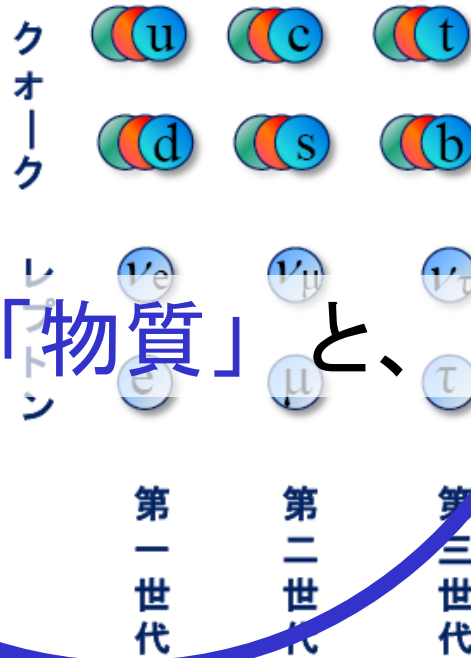 クォーク
u c t
d s b
レプトン
νe νμ ντ
「物質」と、
e μ τ
第一世代
第二世代
第三世代